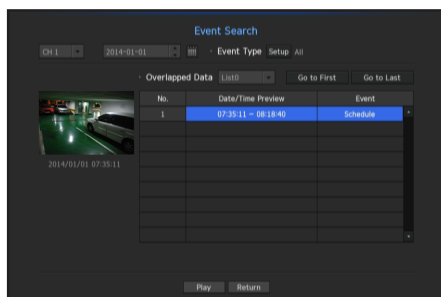 Event Search
CH 1 2014-01-01 · Event Type Setup All
· Overlapped Data List0 Go to First Go to Last
No. Date/Time Preview Event
1 07:35:11 ~ 08:18:40 Schedule
2014/01/01 07:35:11
Play Return